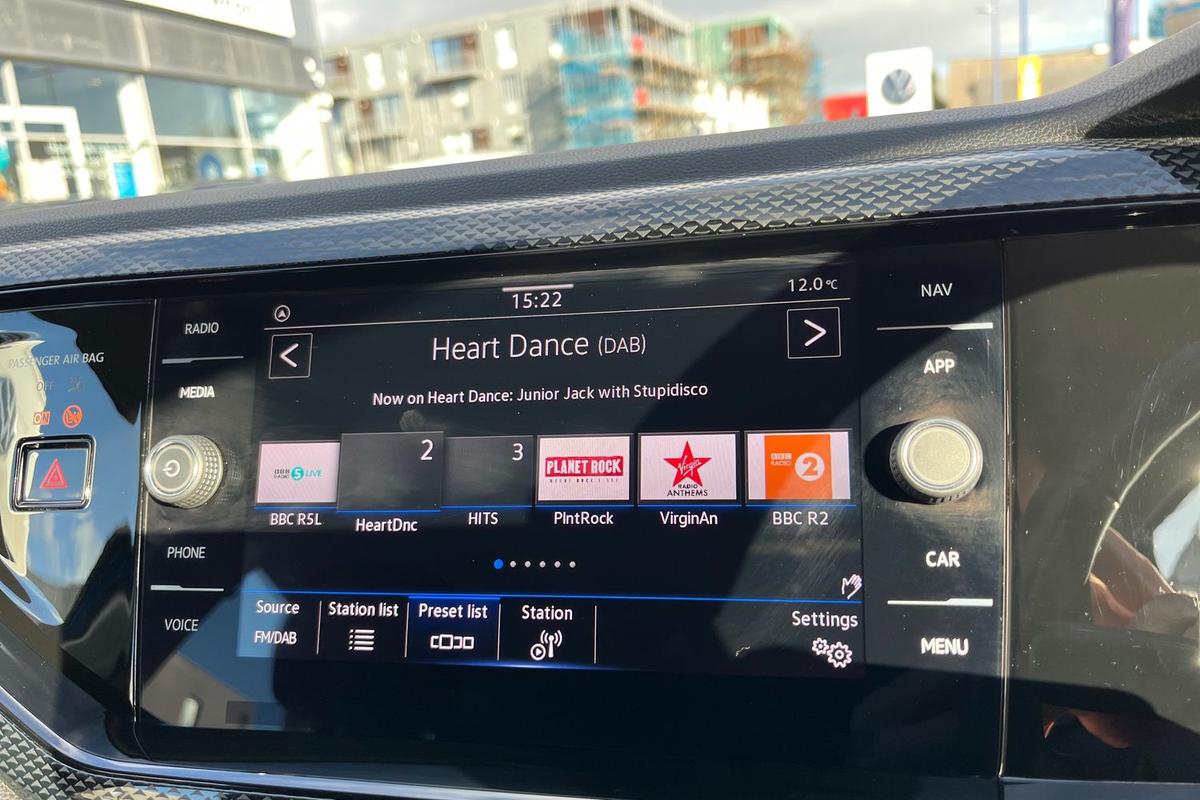 RADIO
MEDIA
PASSENGER AIR BAG
OFF
ON
PHONE
VOICE
15:22
12.0°C
<
Heart Dance (DAB)
>
Now on Heart Dance: Junior Jack with Stupidisco
BBC RADIO 5 LIVE
2
3
PLANET ROCK
Virgin
RADIO
ANTHEMS
BBC
RADIO
2
BBC R5L
HeartDnc
HITS
PlntRock
VirginAn
BBC R2
Source
FM/DAB
Station list
Preset list
Station
Settings
NAV
APP
CAR
MENU